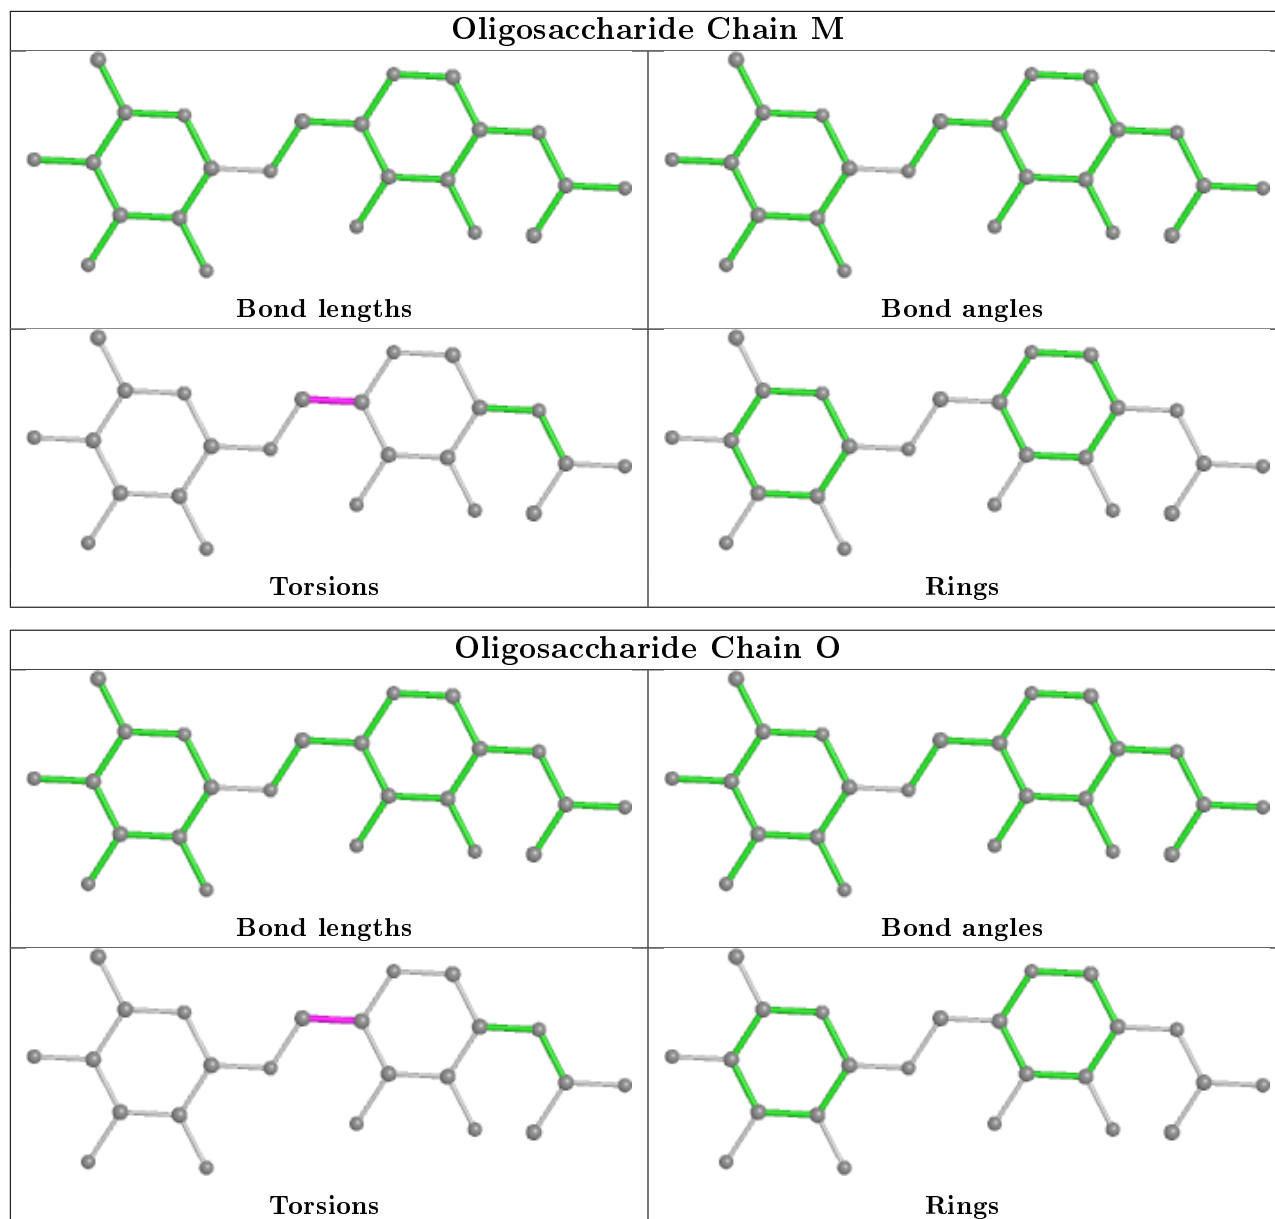 Oligosaccharide Chain M
Bond lengths
Bond angles
Torsions
Rings
Oligosaccharide Chain O
Bond lengths
Bond angles
Torsions
Rings